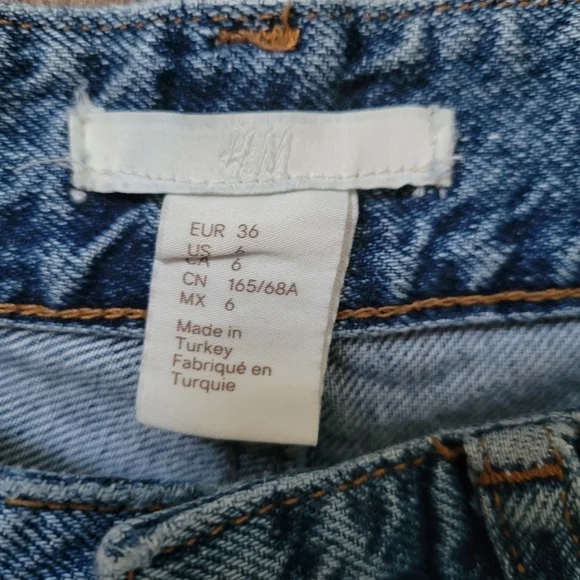 H&M
EUR 36
US 6
CA 6
CN 165/68A
MX 6
Made in
Turkey
Fabriqué en
Turquie